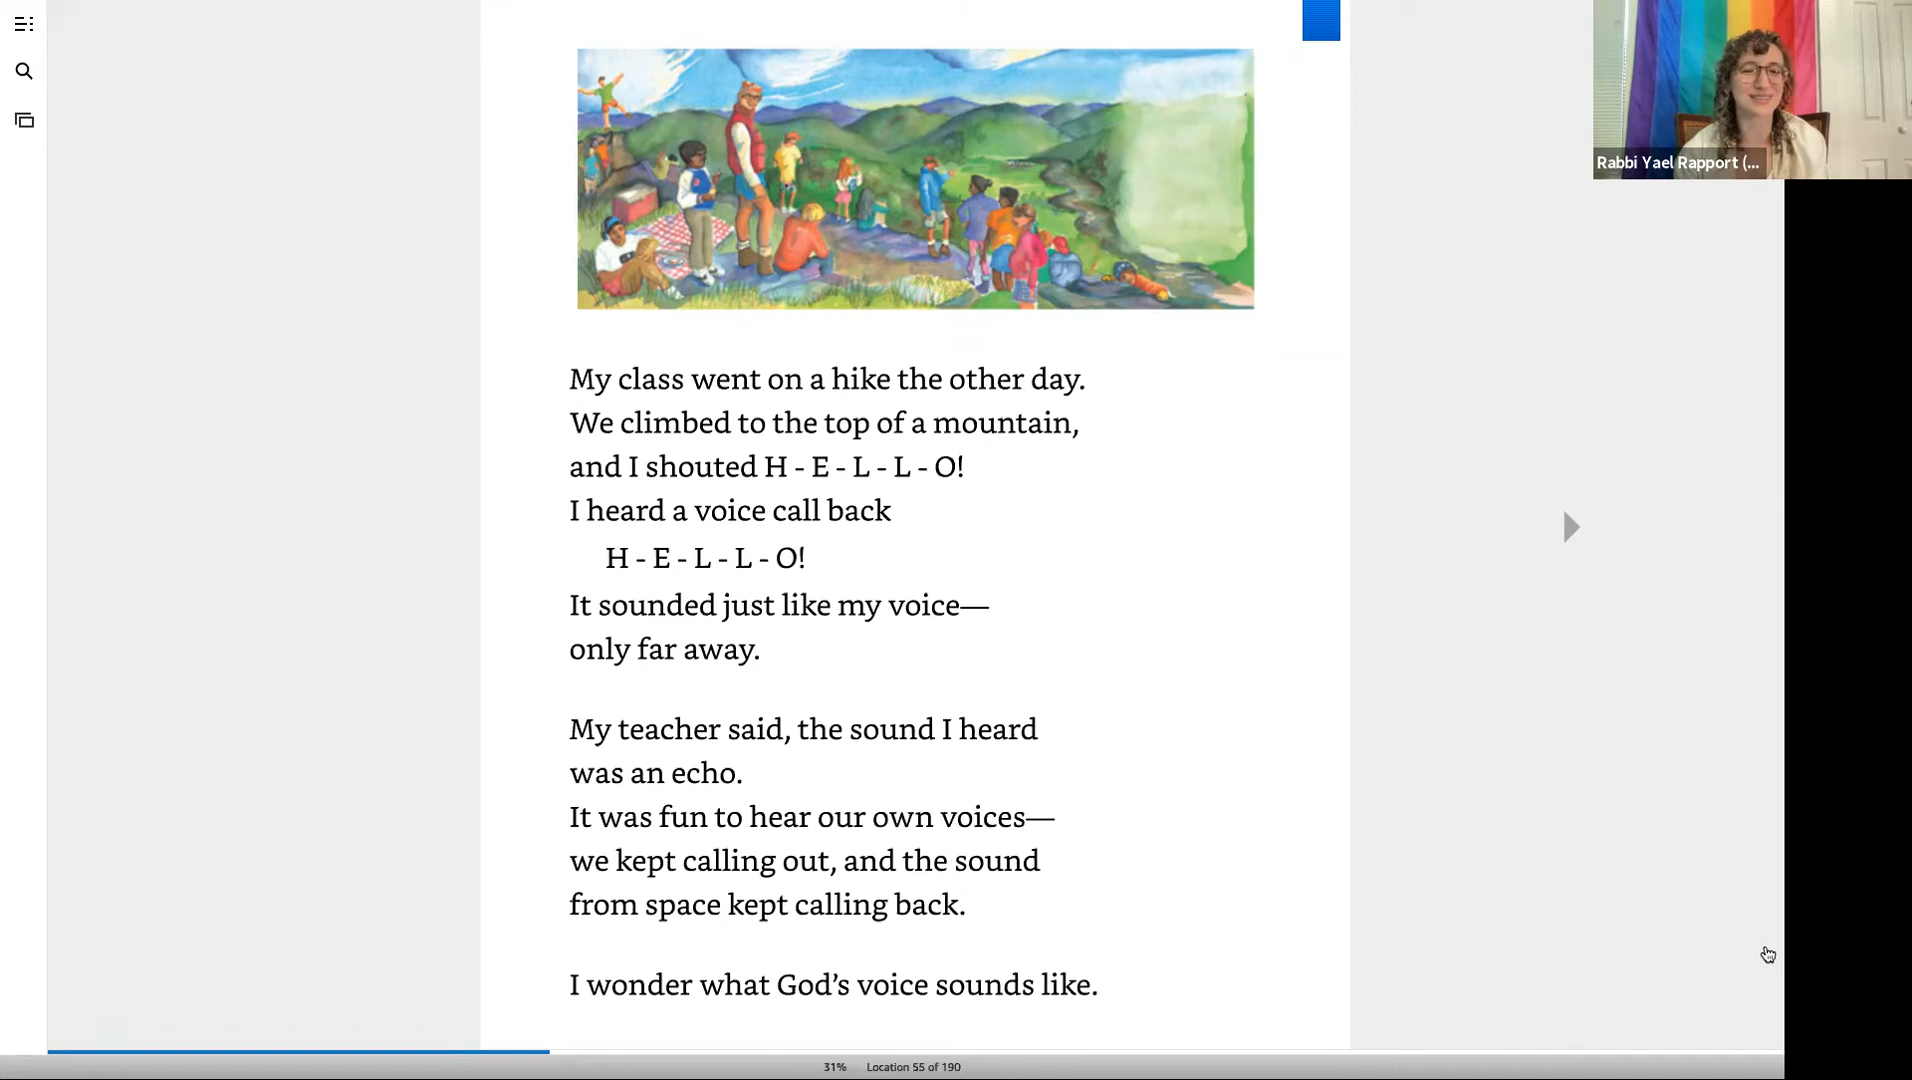 Rabbi Yael Rapport (...
My class went on a hike the other day.
We climbed to the top of a mountain,
and I shouted H - E - L - L - O!
I heard a voice call back
H - E - L - L - O!
It sounded just like my voice—
only far away.
My teacher said, the sound I heard
was an echo.
It was fun to hear our own voices—
we kept calling out, and the sound
from space kept calling back.
I wonder what God’s voice sounds like.
31% Location 55 of 190